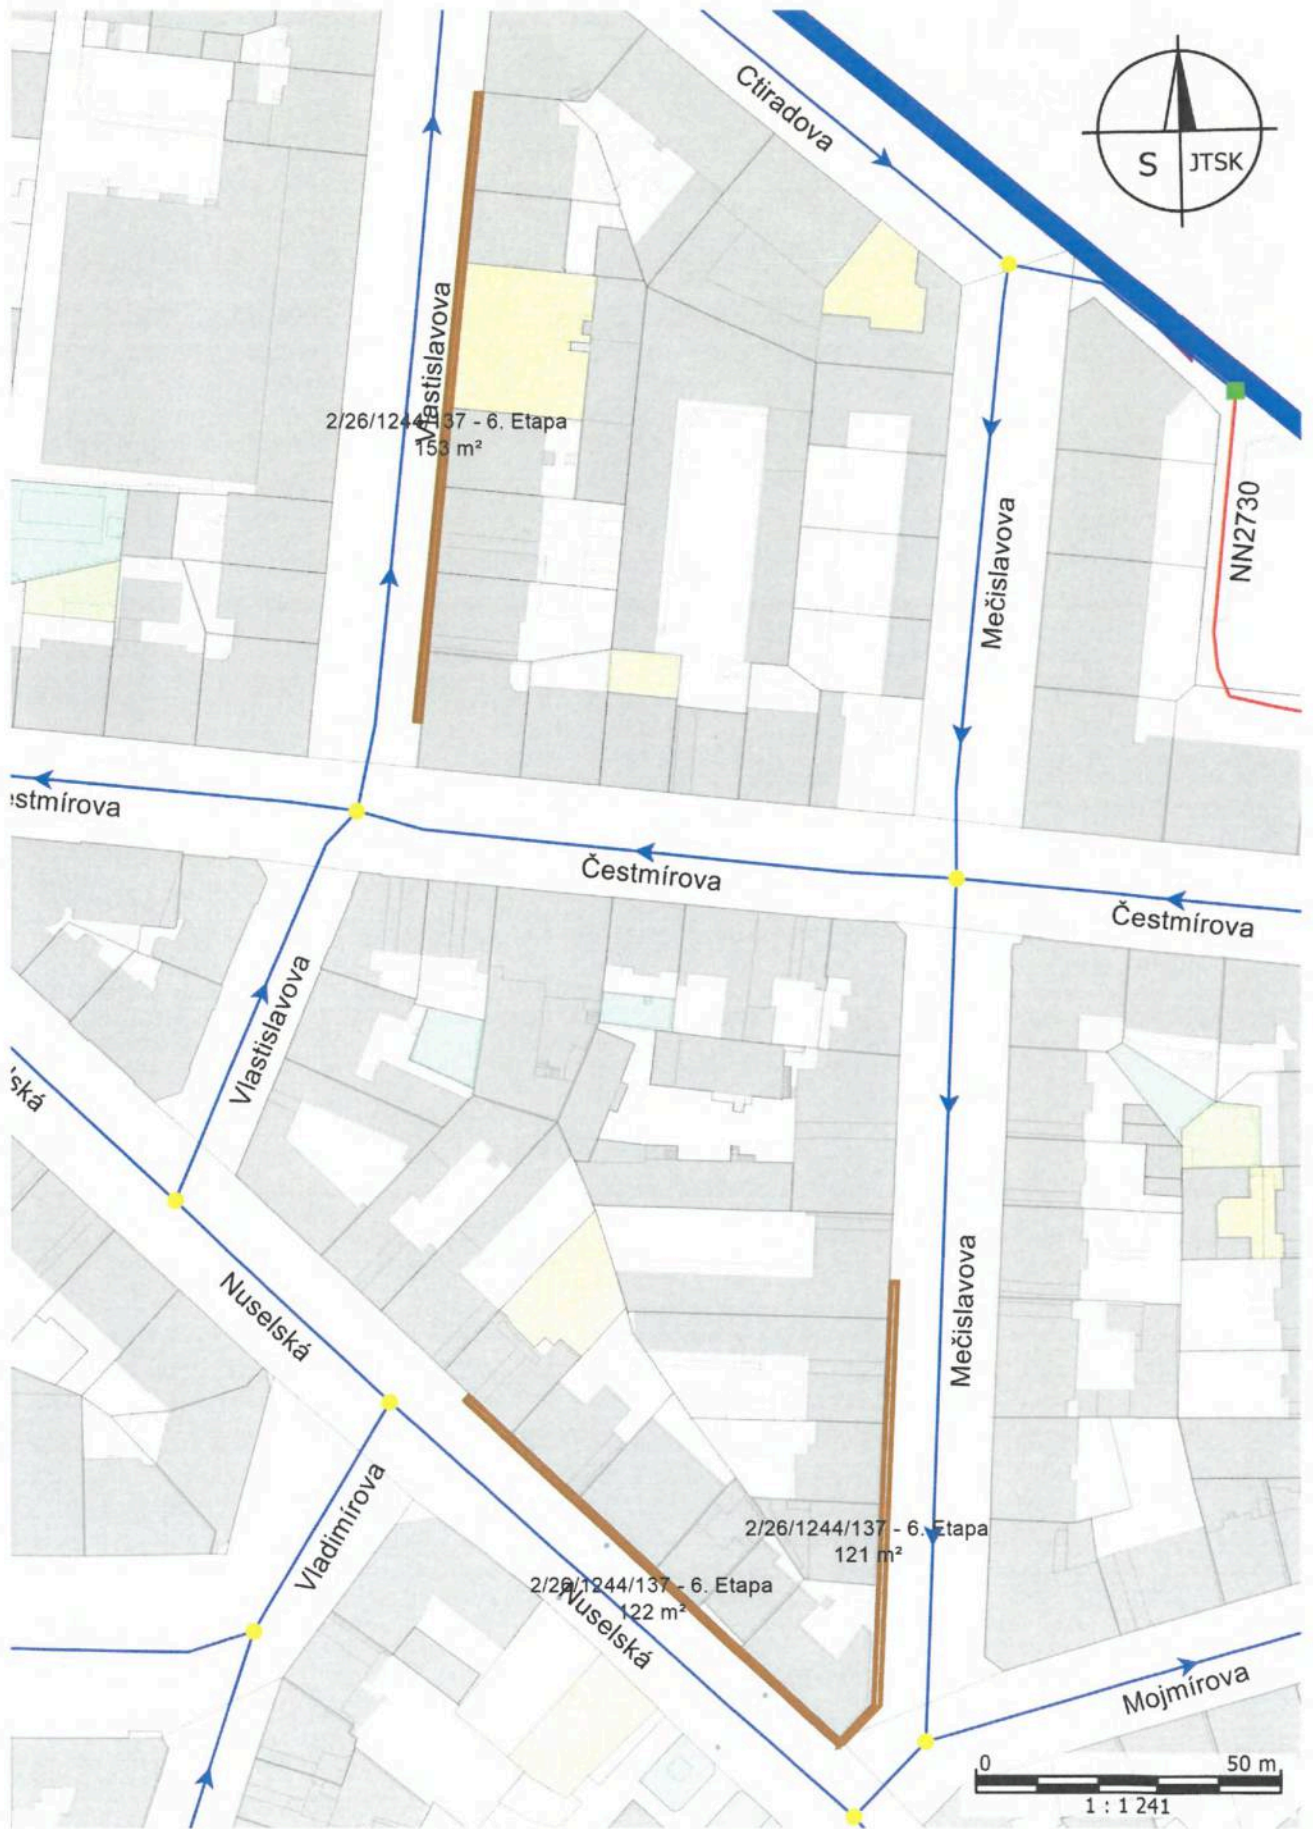 Ctiradova
S JTSK
Vlastislavova
2/26/1244/137 - 6. Etapa
153 m²
Mečislavova
NN2730
estmírova
Čestmírova
Čestmírova
Vlastislavova
lská
Nuselská
Mečislavova
Vladimírova
2/26/1244/137 - 6. Etapa
121 m²
2/26/1244/137 - 6. Etapa
122 m²
Nuselská
Mojmírova
0 50 m
1 : 1 241